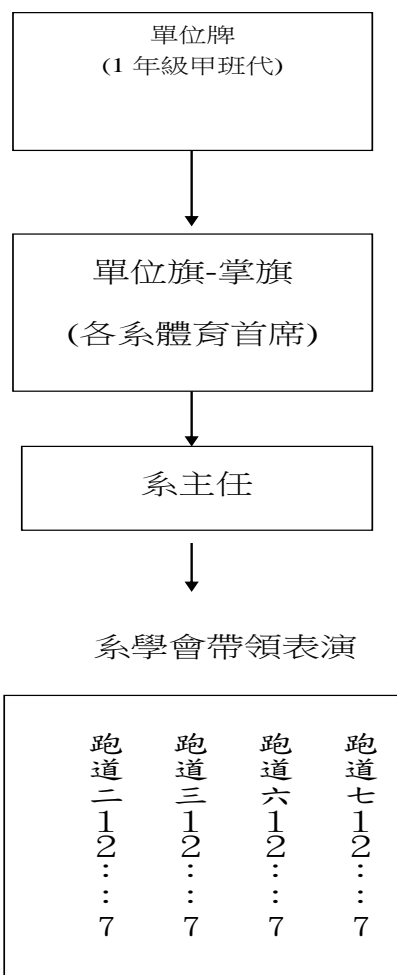 單位牌
(1 年級甲班代)
單位旗-掌旗
(各系體育首席)
系主任
系學會帶領表演
跑道二12……7
跑道三12……7
跑道六12……7
跑道七12……7